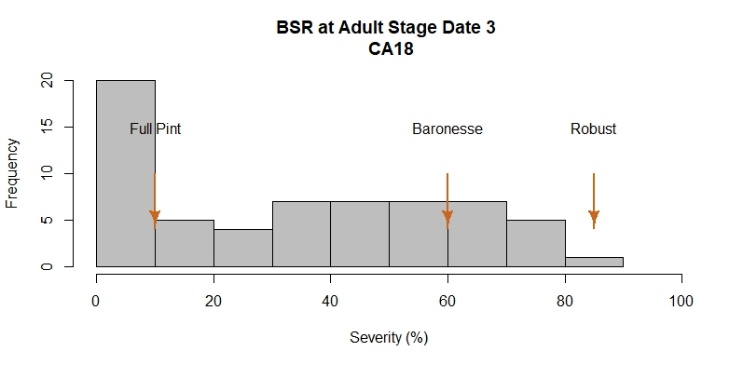 BSR at Adult Stage Date 3
CA18
Full Pint
Baronesse
Robust
Frequency
20
15
10
5
0
0
20
40
60
80
100
Severity (%)